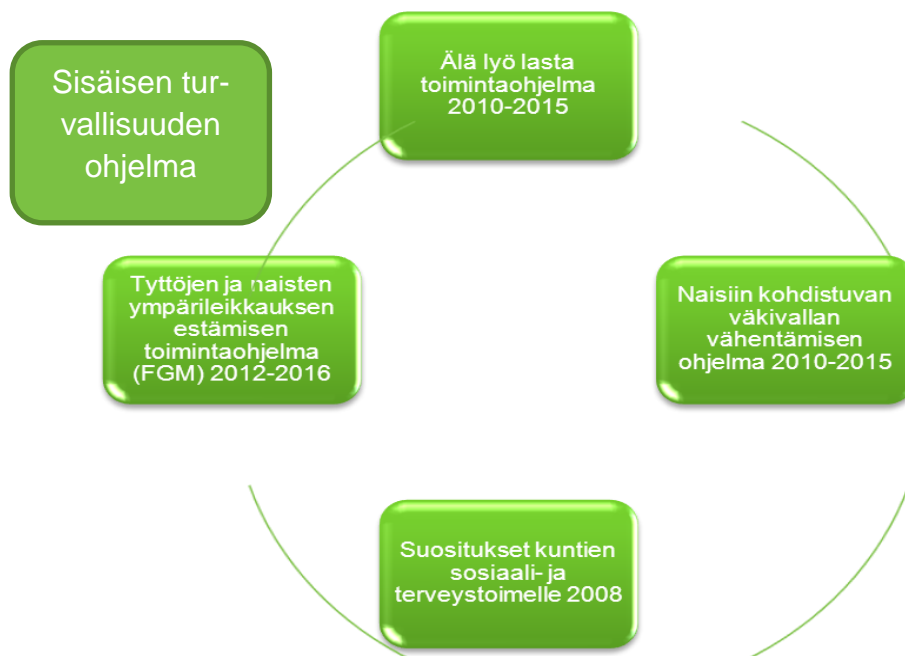 Sisäisen tur-
vallisuuden
ohjelma
Älä lyö lasta
toimintaohjelma
2010-2015
Tyttöjen ja naisten
ympärileikkauksen
estämisen
toimintaohjelma
(FGM) 2012-2016
Naisiin kohdistuvan
väkivallan
vähentämisen
ohjelma 2010-2015
Suositukset kuntien
sosiaali- ja
terveystoimelle 2008